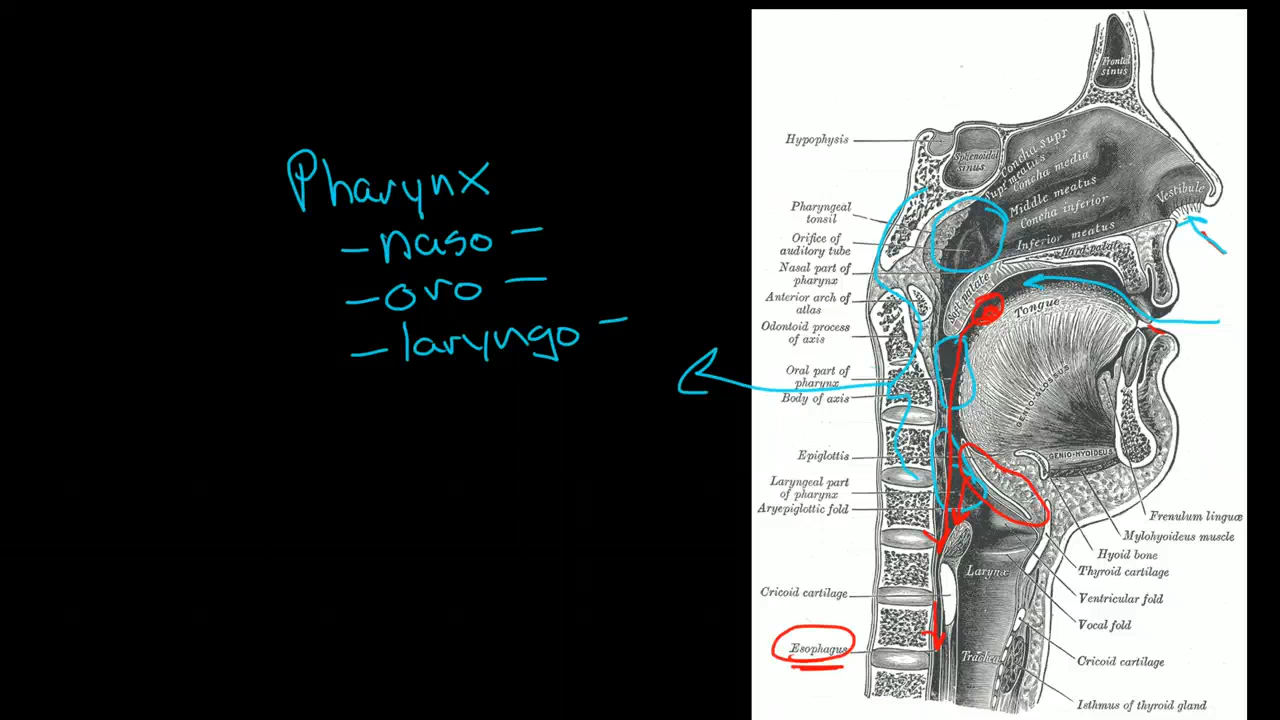 Pharynx
- naso -
- oro -
- laryngo -
Frontal
sinus
Hypophysis
Sphenoidal
sinus
Concha supr
Supr meatus
Concha media
Middle meatus
Concha inferior
Inferior meatus
Vestibule
Hard palate
Pharyngeal
tonsil
Orifice of
auditory tube
Nasal part of
pharynx
Anterior arch of
atlas
Odontoid process
of axis
Soft palate
Tongue
Oral part of
pharynx
Body of axis
GENIO-GLOSSUS
GENIO-HYOIDEUS
Epiglottis
Laryngeal part
of pharynx
Aryepiglottic fold
Larynx
Cricoid cartilage
Esophagus
Trachea
Frenulum linguæ
Mylohyoideus muscle
Hyoid bone
Thyroid cartilage
Ventricular fold
Vocal fold
Cricoid cartilage
Isthmus of thyroid gland